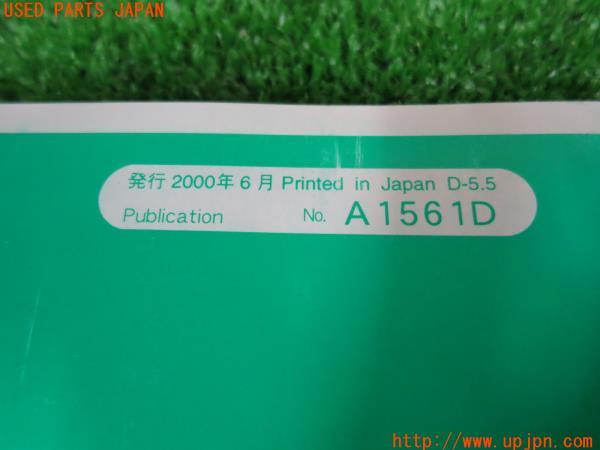 USED PARTS JAPAN
発行 2000年6月 Printed in Japan D-5.5
Publication No. A1561D
http://www.upjpn.com/